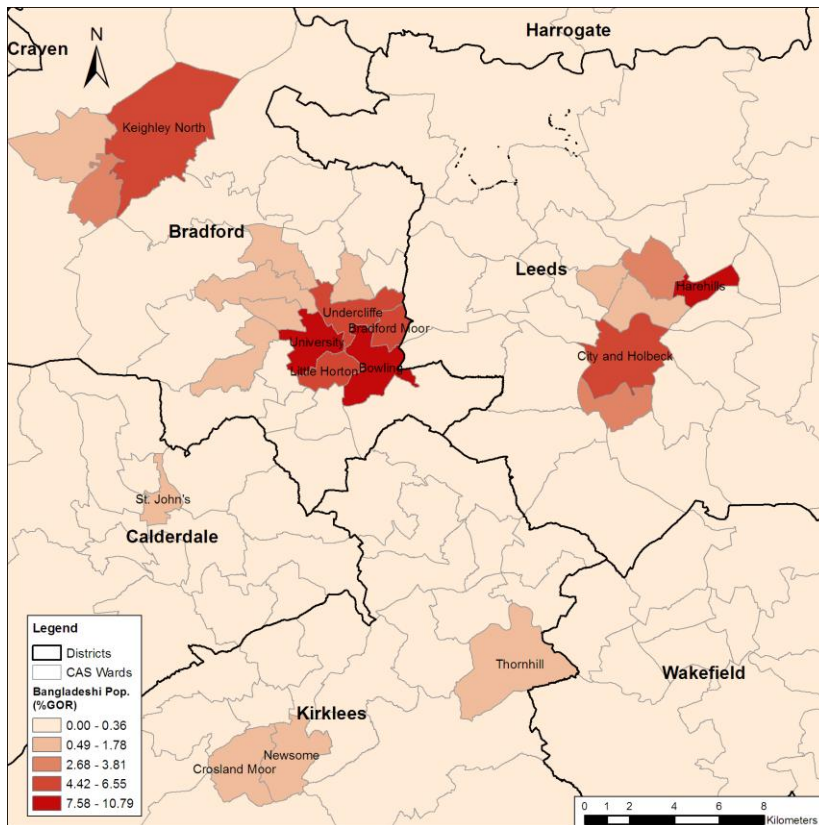 Harrogate
Craven
N
Keighley North
Bradford
Leeds
Harehills
Undercliffe
Bradford Moor
University
City and Holbeck
Bowling
Little Horton
St. John's
Calderdale
Thornhill
Wakefield
Kirklees
Newsome
Crosland Moor
Legend
Districts
CAS Wards
Bangladeshi Pop.
(%GOR)
0.00 - 0.36
0.49 - 1.78
2.68 - 3.81
4.42 - 6.55
7.58 - 10.79
0 1 2 4 6 8
Kilometers